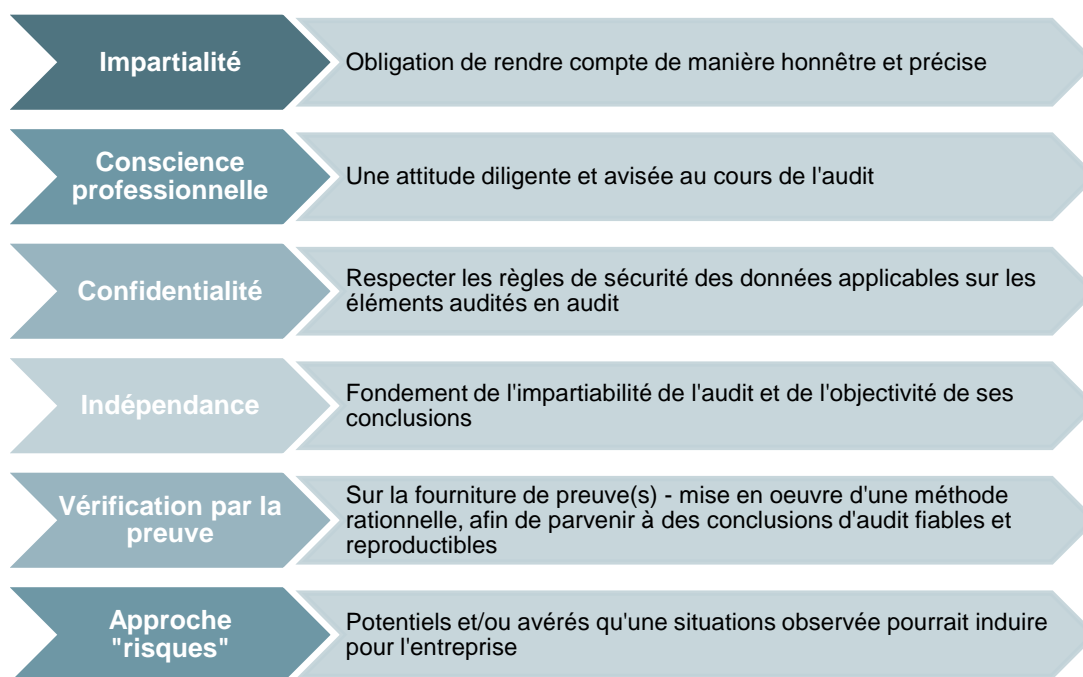 Impartialité
Obligation de rendre compte de manière honnêtre et précise
Conscience
professionnelle
Une attitude diligente et avisée au cours de l'audit
Confidentialité
Respecter les règles de sécurité des données applicables sur les
éléments audités en audit
Indépendance
Fondement de l'impartiabilité de l'audit et de l'objectivité de ses
conclusions
Vérification par la
preuve
Sur la fourniture de preuve(s) - mise en oeuvre d'une méthode
rationnelle, afin de parvenir à des conclusions d'audit fiables et
reproductibles
Approche
"risques"
Potentiels et/ou avérés qu'une situations observée pourrait induire
pour l'entreprise